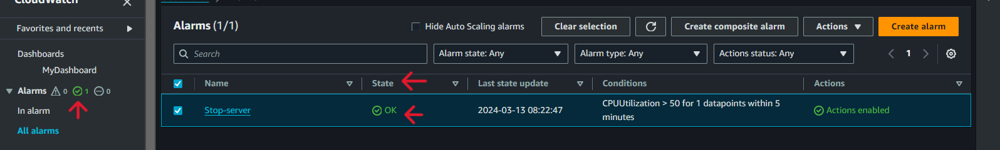 CloudWatch
Favorites and recents
Dashboards
MyDashboard
Alarms 0 1 0
In alarm
All alarms
Alarms (1/1)
Hide Auto Scaling alarms
Clear selection
Create composite alarm
Actions
Create alarm
Search
Alarm state: Any
Alarm type: Any
Actions status: Any
1
Name
State
Last state update
Conditions
Actions
Stop-server
OK
2024-03-13 08:22:47
CPUUtilization > 50 for 1 datapoints within 5
minutes
Actions enabled